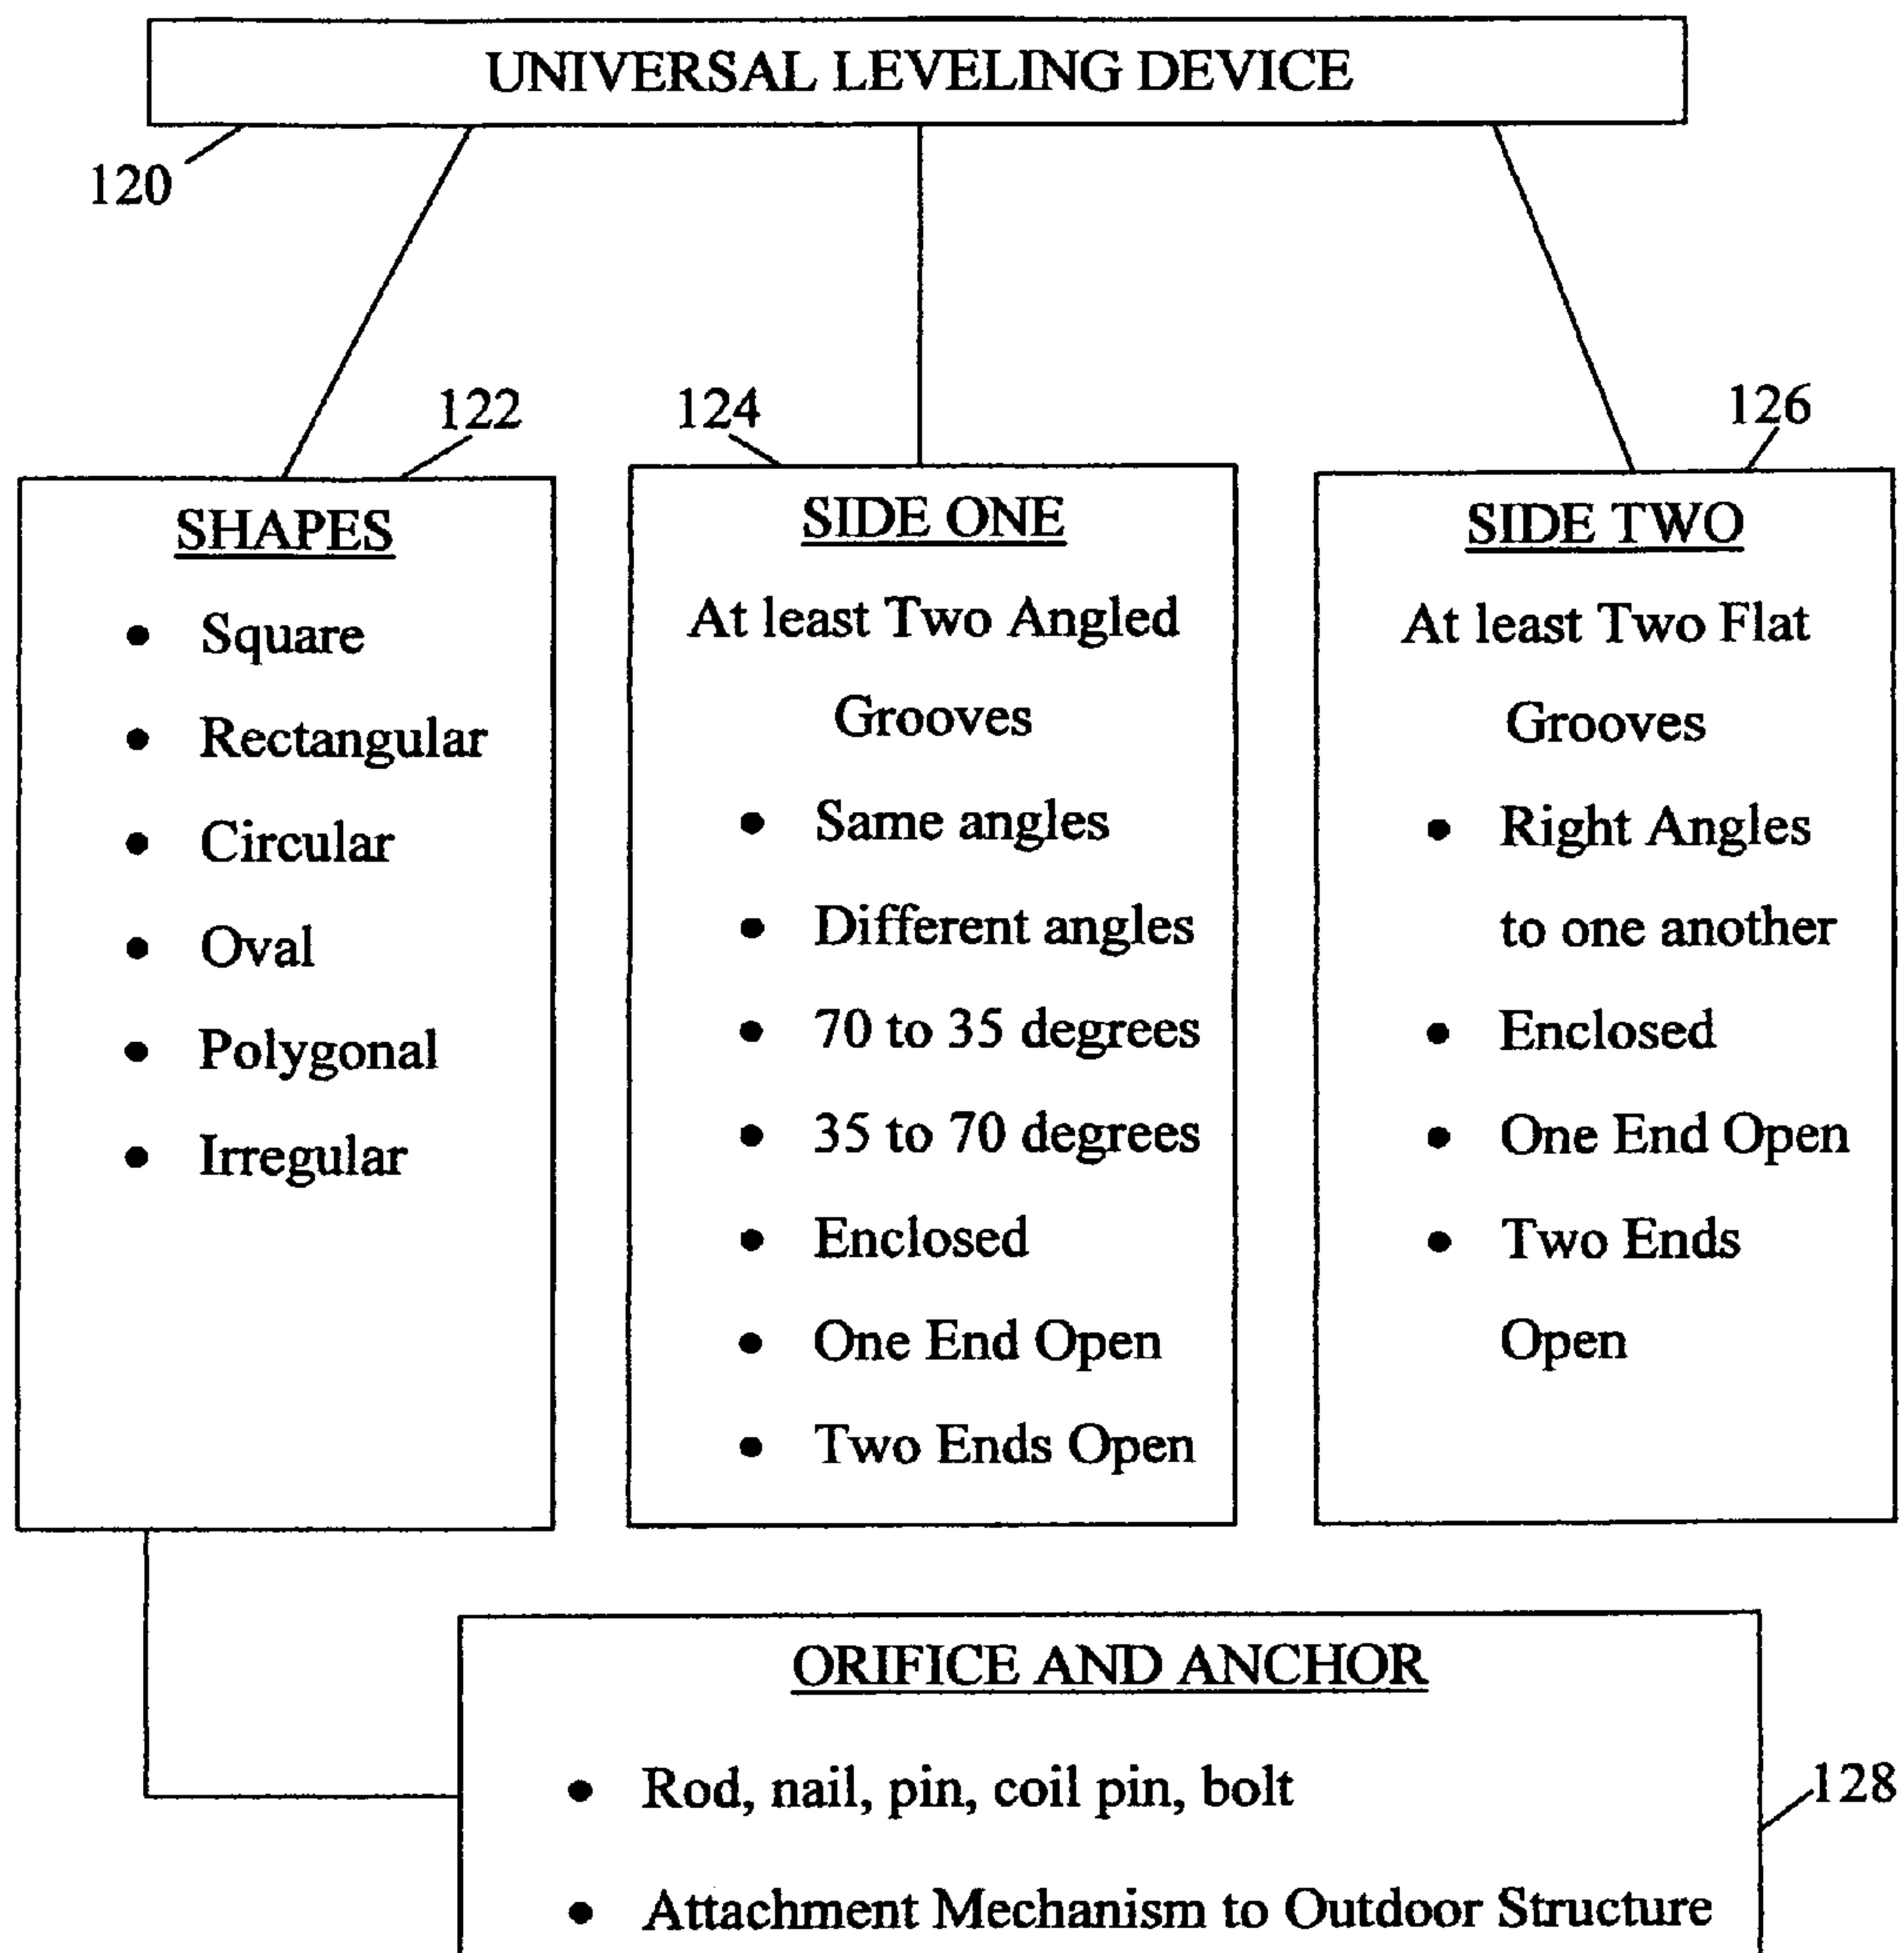 UNIVERSAL LEVELING DEVICE
120
122
SHAPES
• Square
• Rectangular
• Circular
• Oval
• Polygonal
• Irregular
124
SIDE ONE
At least Two Angled
Grooves
• Same angles
• Different angles
• 70 to 35 degrees
• 35 to 70 degrees
• Enclosed
• One End Open
• Two Ends Open
126
SIDE TWO
At least Two Flat
Grooves
• Right Angles
to one another
• Enclosed
• One End Open
• Two Ends
Open
ORIFICE AND ANCHOR
• Rod, nail, pin, coil pin, bolt
• Attachment Mechanism to Outdoor Structure
128